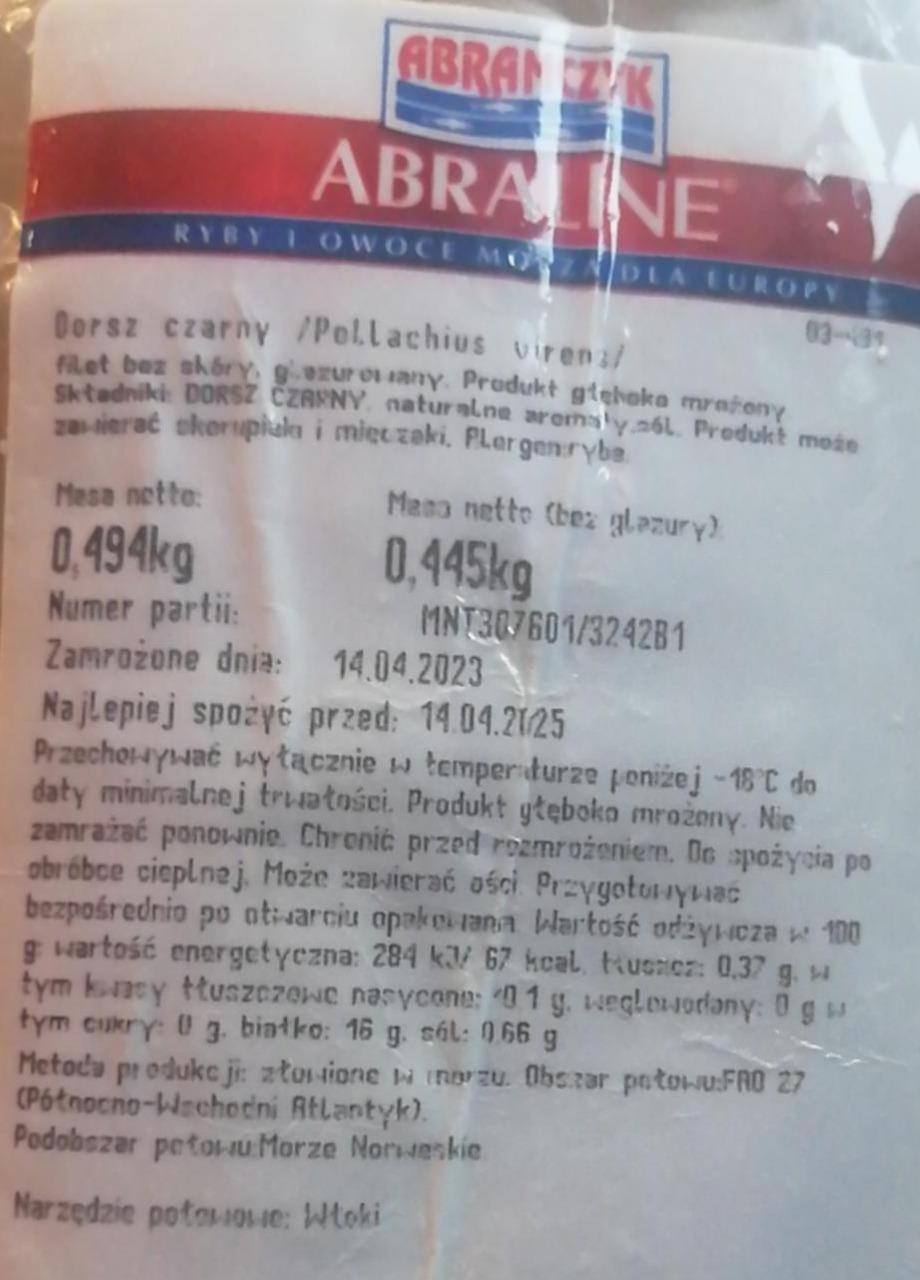 ABRAMCZYK
ABRALINE
RYBY I OWOCE MORZA DLA EUROPY
Dorsz czarny /Pollachius virens/
filet bez skóry, glazurowany. Produkt głęboko mrożony
Składniki: DORSZ CZARNY, naturalne aromaty,sól. Produkt może
zawierać skorupiaki i mięczaki. Alergen:ryba.
Masa netto:
Masa netto (bez glazury):
0,494kg
0,445kg
Numer partii: MNT307601/3242B1
Zamrożone dnia: 14.04.2023
Najlepiej spożyć przed: 14.04.2025
Przechowywać wyłącznie w temperaturze poniżej -18°C do
daty minimalnej trwałości. Produkt głęboko mrożony. Nie
zamrażać ponownie. Chronić przed rozmrożeniem. Do spożycia po
obróbce cieplnej. Może zawierać ości. Przygotowywać
bezpośrednio po otwarciu opakowania. Wartość odżywcza w 100
g: wartość energetyczna: 284 kJ/ 67 kcal, tłuszcz: 0,37 g, w
tym kwasy tłuszczowe nasycone: <0.1 g, węglowodany: 0 g w
tym cukry: 0 g, białko: 16 g, sól: 0.66 g
Metoda produkcji: złowione w morzu. Obszar połowu:FAO 27
(Północno-Wschodni Atlantyk).
Podobszar połowu:Morze Norweskie
Narzędzie połowowe: Włoki